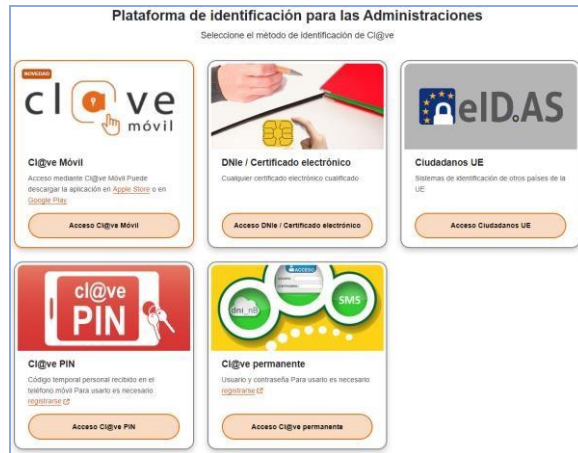 Plataforma de identificación para las Administraciones
Seleccione el método de identificación de Cl@ve
NOVEDAD
cl@ve
móvil
Cl@ve Móvil
Acceso mediante Cl@ve Móvil Puede
descargar la aplicación en Apple Store o en
Google Play
Acceso Cl@ve Móvil
DNIe / Certificado electrónico
Cualquier certificado electrónico cualificado
Acceso DNIe / Certificado electrónico
eID.AS
Ciudadanos UE
Sistemas de identificación de otros países de la
UE
Acceso Ciudadanos UE
cl@ve
PIN
Cl@ve PIN
Código temporal personal recibido en el
teléfono móvil Para usarlo es necesario
registrarse
Acceso Cl@ve PIN
ACCESO
dni_nB
SMS
Cl@ve permanente
Usuario y contraseña Para usarlo es necesario
registrarse
Acceso Cl@ve permanente